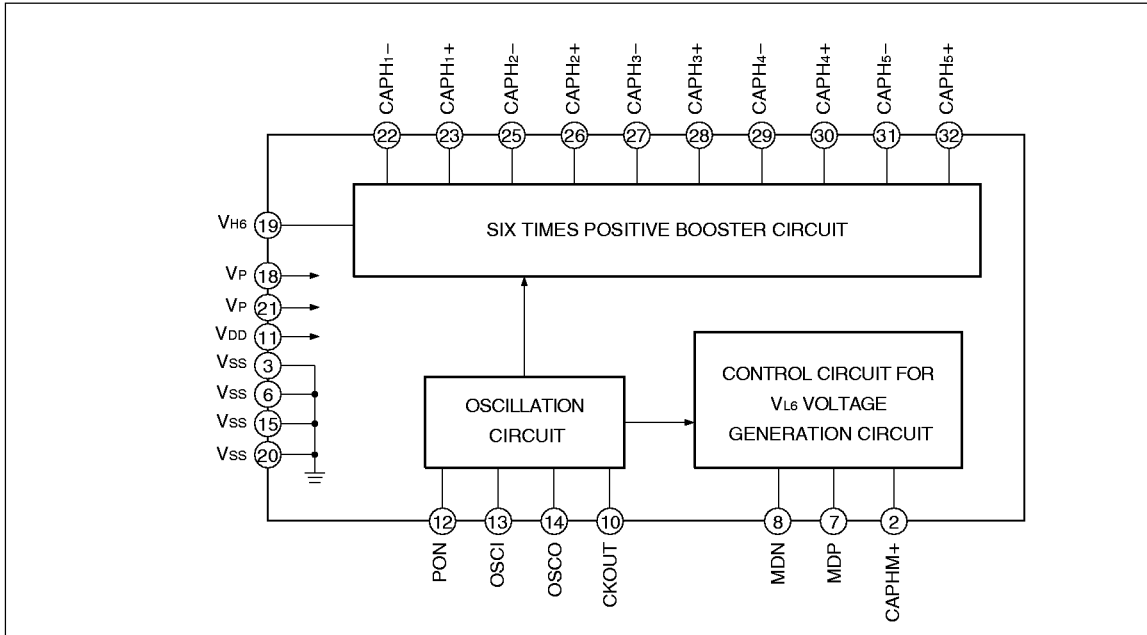 CAPH1−
CAPH1+
CAPH2−
CAPH2+
CAPH3−
CAPH3+
CAPH4−
CAPH4+
CAPH5−
CAPH5+
22
23
25
26
27
28
29
30
31
32
SIX TIMES POSITIVE BOOSTER CIRCUIT
VH6 19
VP 18
VP 21
VDD 11
VSS 3
VSS 6
VSS 15
VSS 20
OSCILLATION
CIRCUIT
CONTROL CIRCUIT FOR
VL6 VOLTAGE
GENERATION CIRCUIT
12
13
14
10
8
7
2
PON
OSCI
OSCO
CKOUT
MDN
MDP
CAPHM+